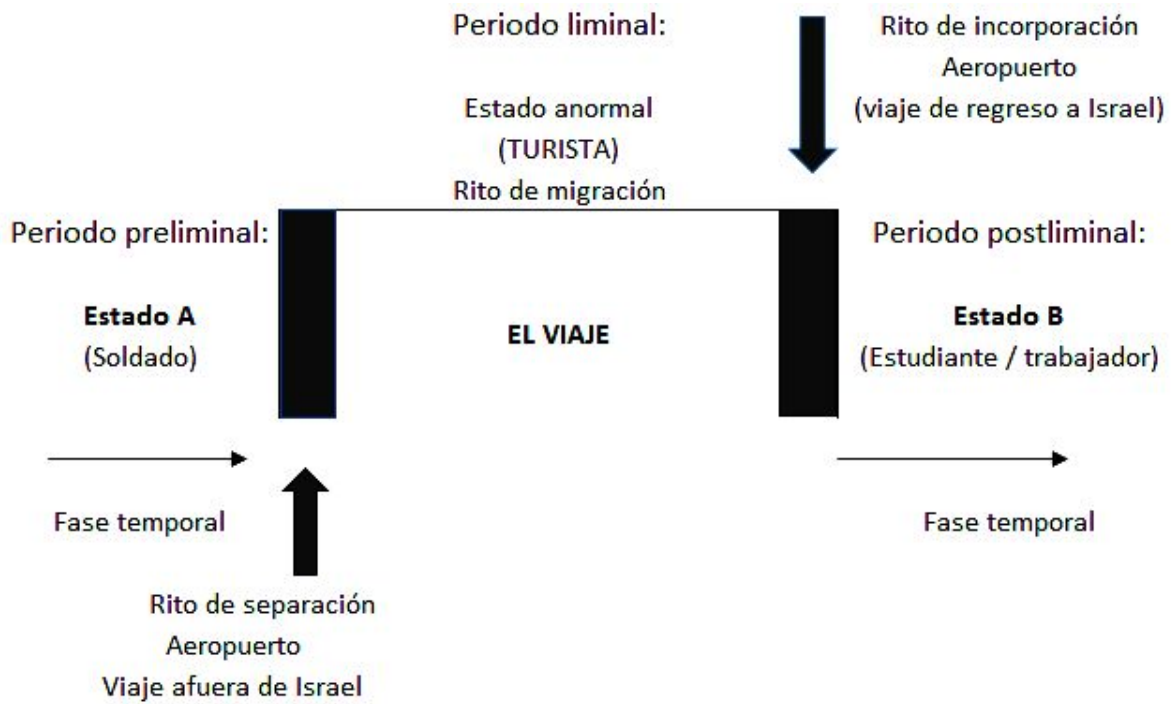 Periodo liminal:
Estado anormal
(TURISTA)
Rito de migración
Rito de incorporación
Aeropuerto
(viaje de regreso a Israel)
Periodo preliminal:
Estado A
(Soldado)
EL VIAJE
Periodo postliminal:
Estado B
(Estudiante / trabajador)
Fase temporal
Fase temporal
Rito de separación
Aeropuerto
Viaje afuera de Israel